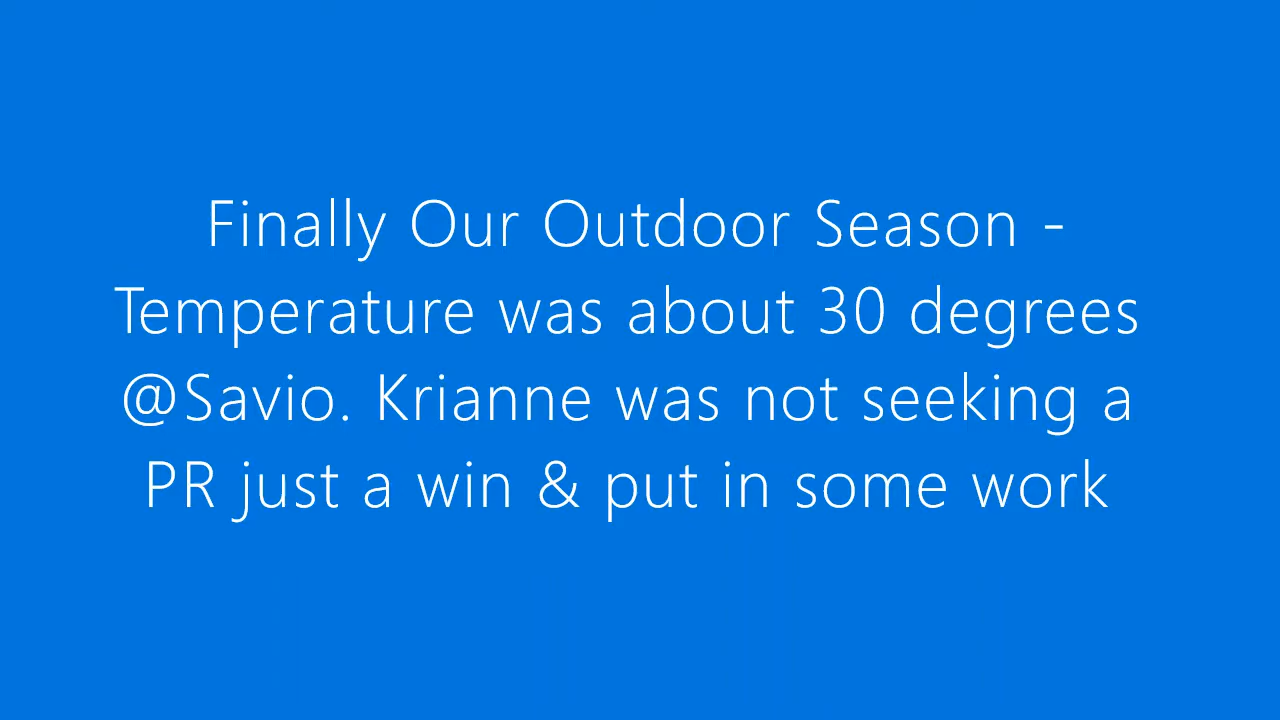 Finally Our Outdoor Season -
Temperature was about 30 degrees
@Savio. Krianne was not seeking a
PR just a win & put in some work